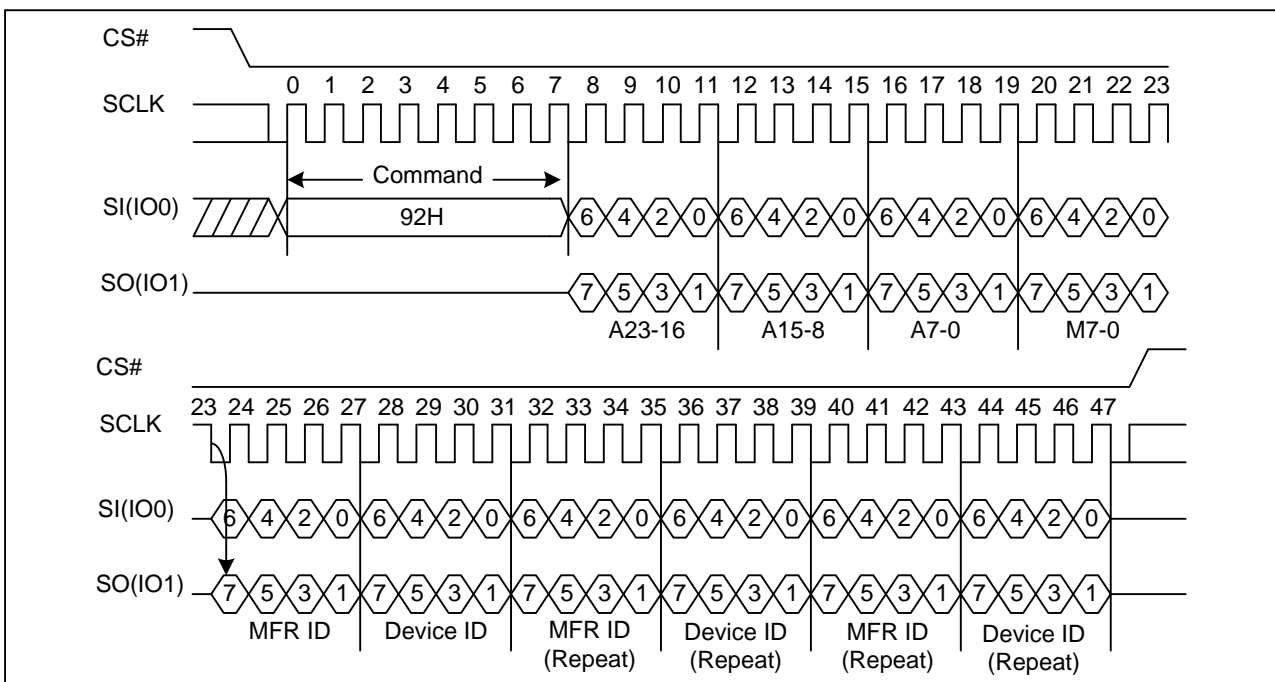 CS#
0 1 2 3 4 5 6 7 8 9 10 11 12 13 14 15 16 17 18 19 20 21 22 23
SCLK
Command
SI(IO0) 92H 6 4 2 0 6 4 2 0 6 4 2 0 6 4 2 0
SO(IO1) 7 5 3 1 7 5 3 1 7 5 3 1 7 5 3 1
A23-16 A15-8 A7-0 M7-0
CS#
23 24 25 26 27 28 29 30 31 32 33 34 35 36 37 38 39 40 41 42 43 44 45 46 47
SCLK
SI(IO0) 6 4 2 0 6 4 2 0 6 4 2 0 6 4 2 0 6 4 2 0 6 4 2 0
SO(IO1) 7 5 3 1 7 5 3 1 7 5 3 1 7 5 3 1 7 5 3 1 7 5 3 1
MFR ID Device ID MFR ID Device ID MFR ID Device ID
(Repeat) (Repeat) (Repeat) (Repeat)